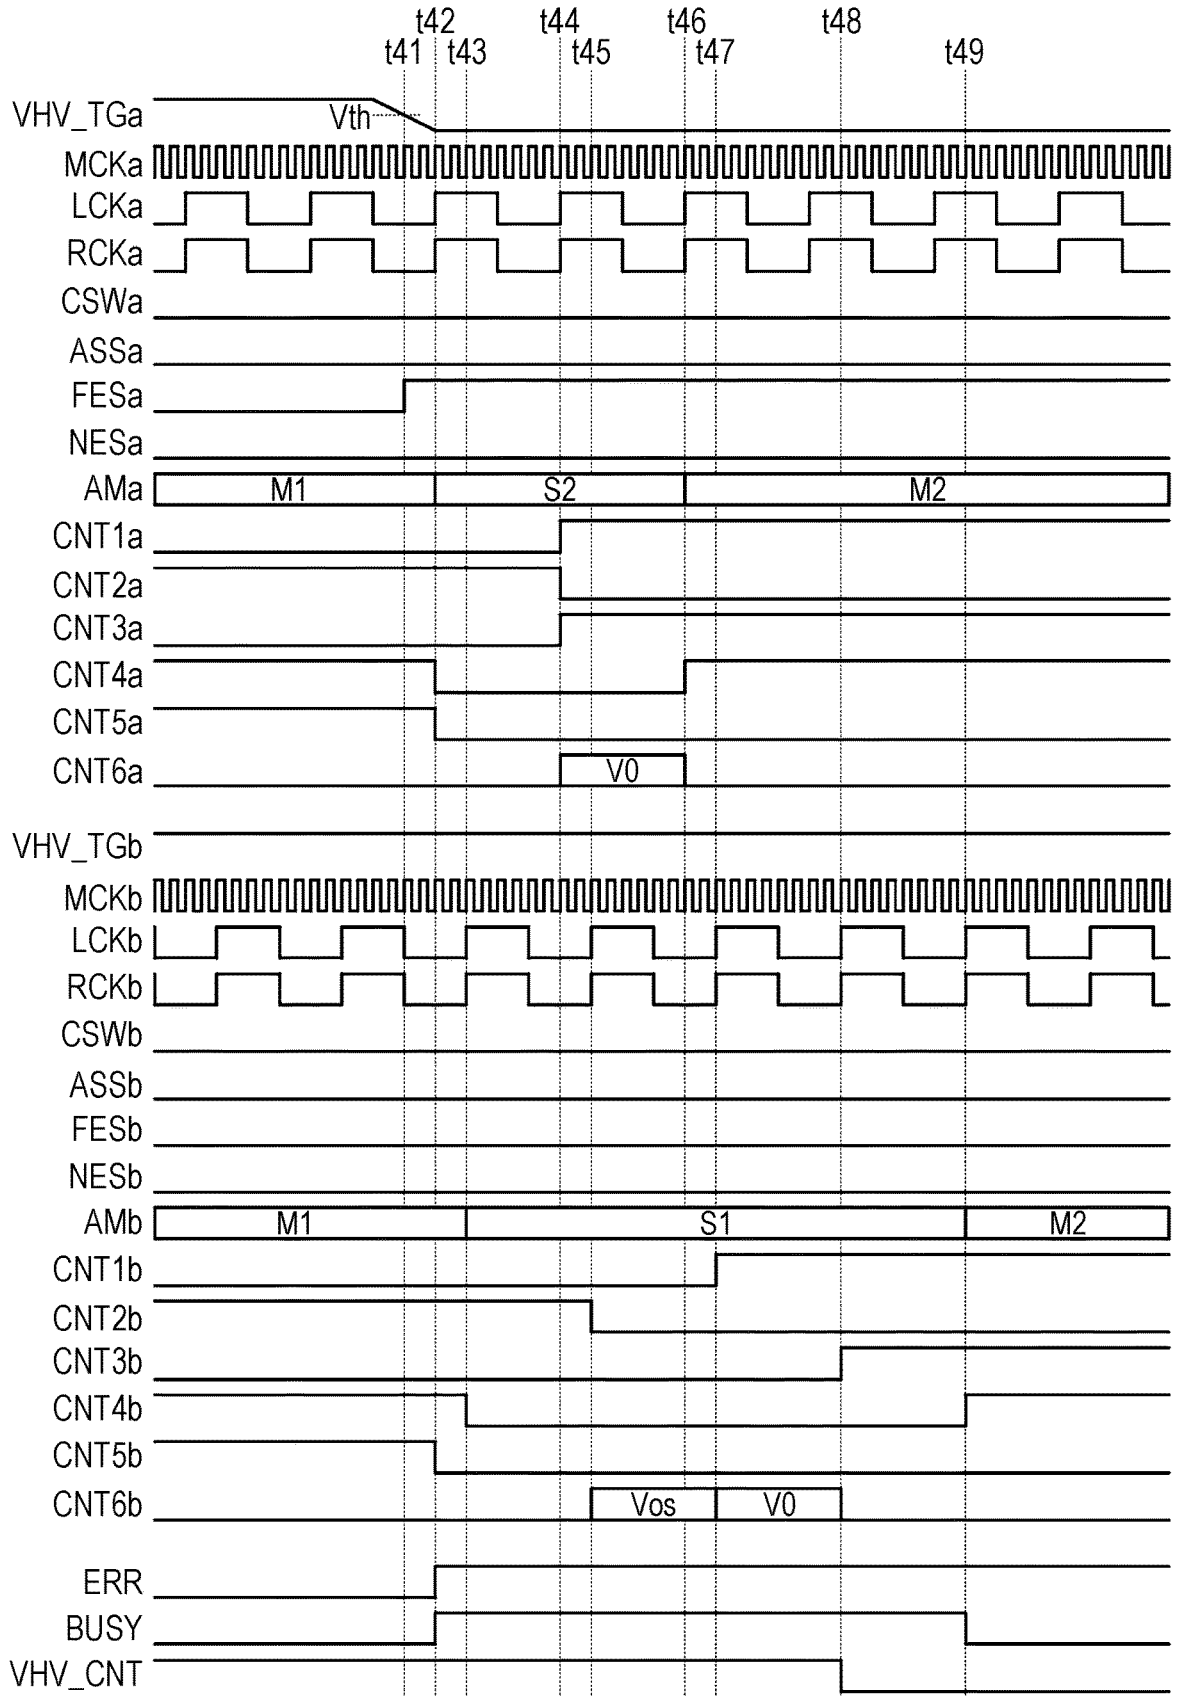 t42 t44 t46 t48
t41 t43 t45 t47 t49
VHV_TGa
Vth
MCKa
LCKa
RCKa
CSWa
ASSa
FESa
NESa
AMa M1 S2 M2
CNT1a
CNT2a
CNT3a
CNT4a
CNT5a
CNT6a V0
VHV_TGb
MCKb
LCKb
RCKb
CSWb
ASSb
FESb
NESb
AMb M1 S1 M2
CNT1b
CNT2b
CNT3b
CNT4b
CNT5b
CNT6b Vos V0
ERR
BUSY
VHV_CNT